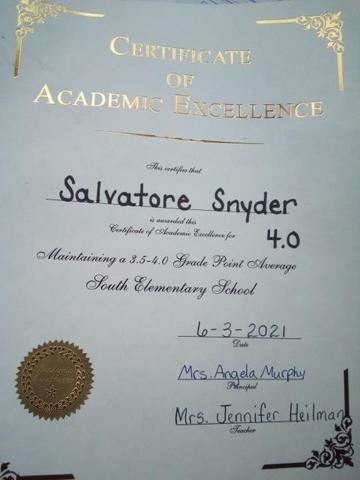 CERTIFICATE
OF
ACADEMIC EXCELLENCE
This certifies that
Salvatore Snyder
is awarded this
Certificate of Academic Excellence for 4.0
Maintaining a 3.5-4.0 Grade Point Average
South Elementary School
6-3-2021
Date
Mrs. Angela Murphy
Principal
Mrs. Jennifer Heilman
Teacher